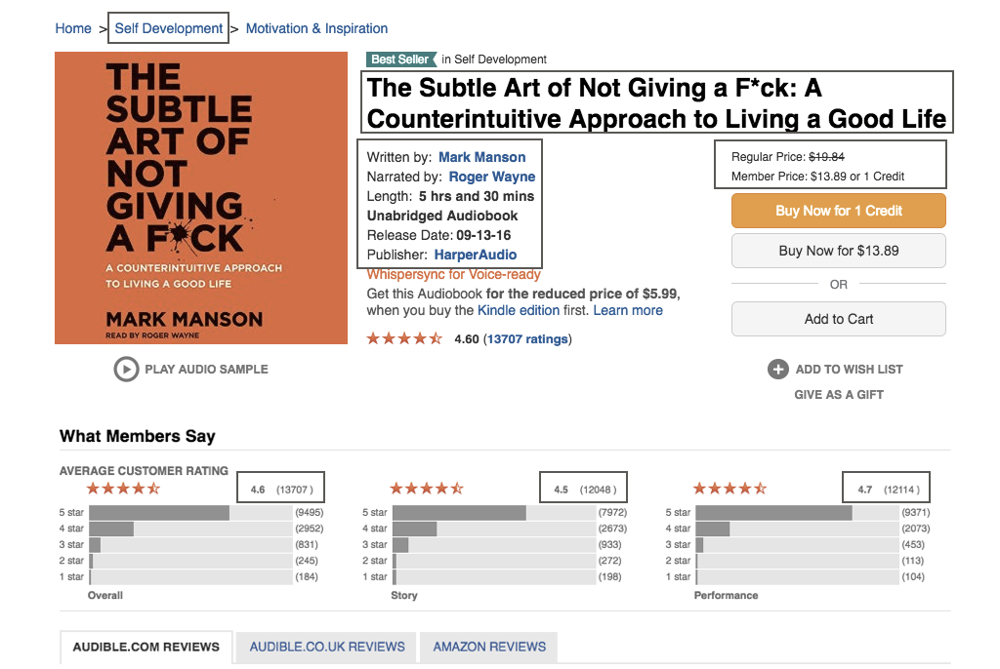 Home > Self Development > Motivation & Inspiration
THE
SUBTLE
ART OF
NOT
GIVING
A F CK
A COUNTERINTUITIVE APPROACH
TO LIVING A GOOD LIFE
MARK MANSON
READ BY ROGER WAYNE
PLAY AUDIO SAMPLE
Best Seller in Self Development
The Subtle Art of Not Giving a F*ck: A
Counterintuitive Approach to Living a Good Life
Written by: Mark Manson
Narrated by: Roger Wayne
Length: 5 hrs and 30 mins
Unabridged Audiobook
Release Date: 09-13-16
Publisher: HarperAudio
Whispersync for Voice-ready
Get this Audiobook for the reduced price of $5.99,
when you buy the Kindle edition first. Learn more
4.60 (13707 ratings)
Regular Price: $19.84
Member Price: $13.89 or 1 Credit
Buy Now for 1 Credit
Buy Now for $13.89
OR
Add to Cart
ADD TO WISH LIST
GIVE AS A GIFT
What Members Say
AVERAGE CUSTOMER RATING
4.6 (13707 )
5 star (9495)
4 star (2952)
3 star (831)
2 star (245)
1 star (184)
Overall
4.5 (12048 )
5 star (7972)
4 star (2673)
3 star (933)
2 star (272)
1 star (198)
Story
4.7 (12114 )
5 star (9371)
4 star (2073)
3 star (453)
2 star (113)
1 star (104)
Performance
AUDIBLE.COM REVIEWS
AUDIBLE.CO.UK REVIEWS
AMAZON REVIEWS